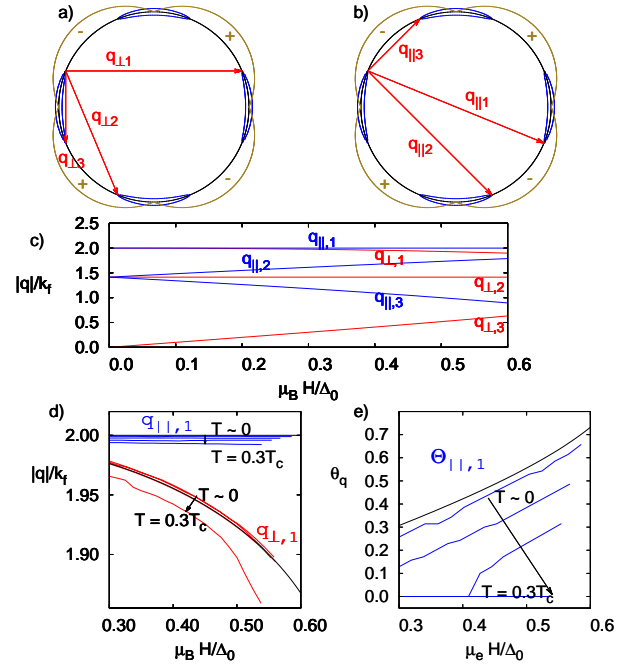 a)
b)
-
+
q⊥1
q⊥2
q⊥3
+
-
-
+
q||3
q||1
q||2
+
-
c)
2.5
2.0
1.5
1.0
0.5
0.0
|q|/kf
q||,1
q⊥,1
q||,2
q⊥,2
q||,3
q⊥,3
0.0 0.1 0.2 0.3 0.4 0.5 0.6
μB H/Δ0
d)
q||,1
T ~ 0
T = 0.3Tc
2.00
|q|/kf
1.95
1.90
T ~ 0
T = 0.3Tc
q⊥,1
0.30 0.40 0.50 0.60
μB H/Δ0
e)
0.7
0.6
0.5
θq
0.4
0.3
0.2
0.1
0.0
Θ||,1
T ~ 0
T = 0.3Tc
0.3 0.4 0.5 0.6
μe H/Δ0